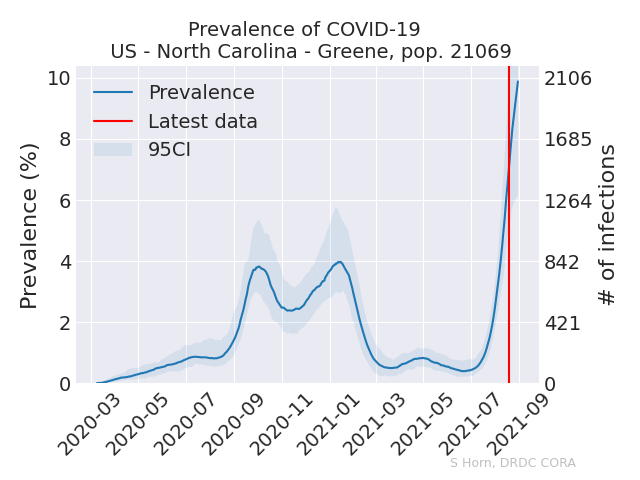 Prevalence of COVID-19
US - North Carolina - Greene, pop. 21069
Prevalence
Latest data
95CI
Prevalence (%)
10
8
6
4
2
0
2106
1685
1264
842
421
0
# of infections
2020-03
2020-05
2020-07
2020-09
2020-11
2021-01
2021-03
2021-05
2021-07
2021-09
S Horn, DRDC CORA